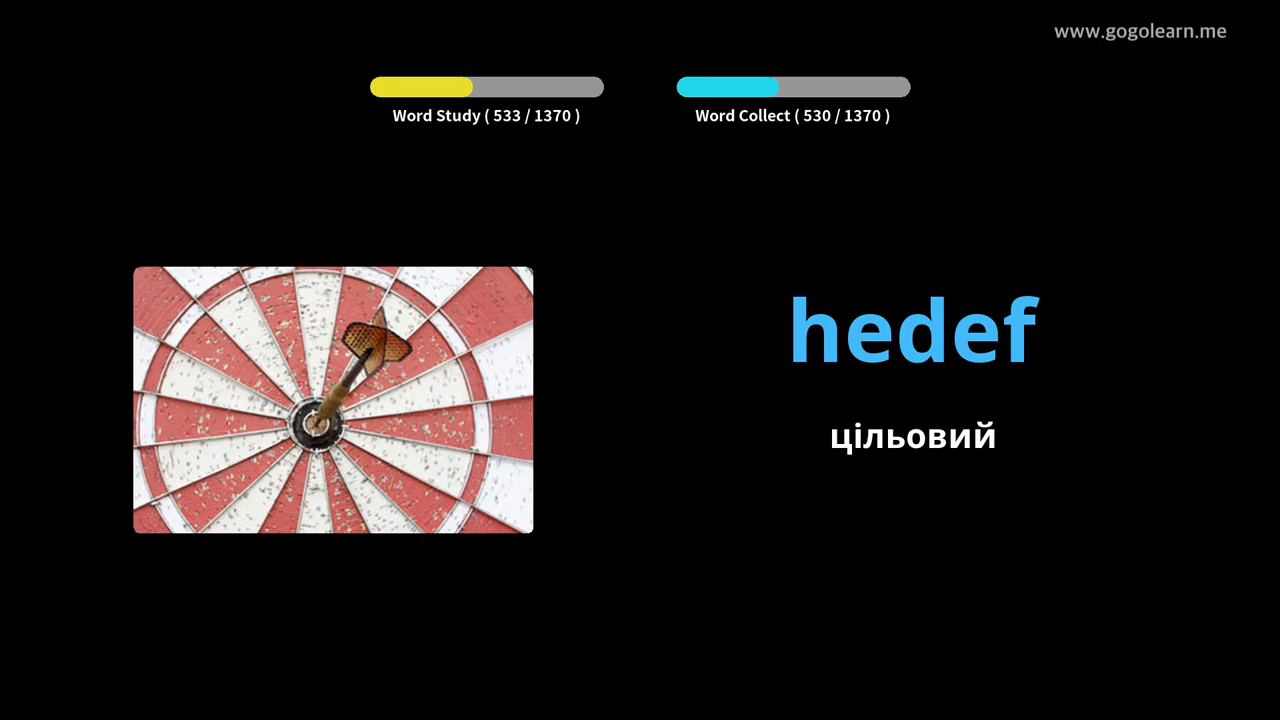 www.gogolearn.me
Word Study ( 533 / 1370 )
Word Collect ( 530 / 1370 )
hedef
цільовий